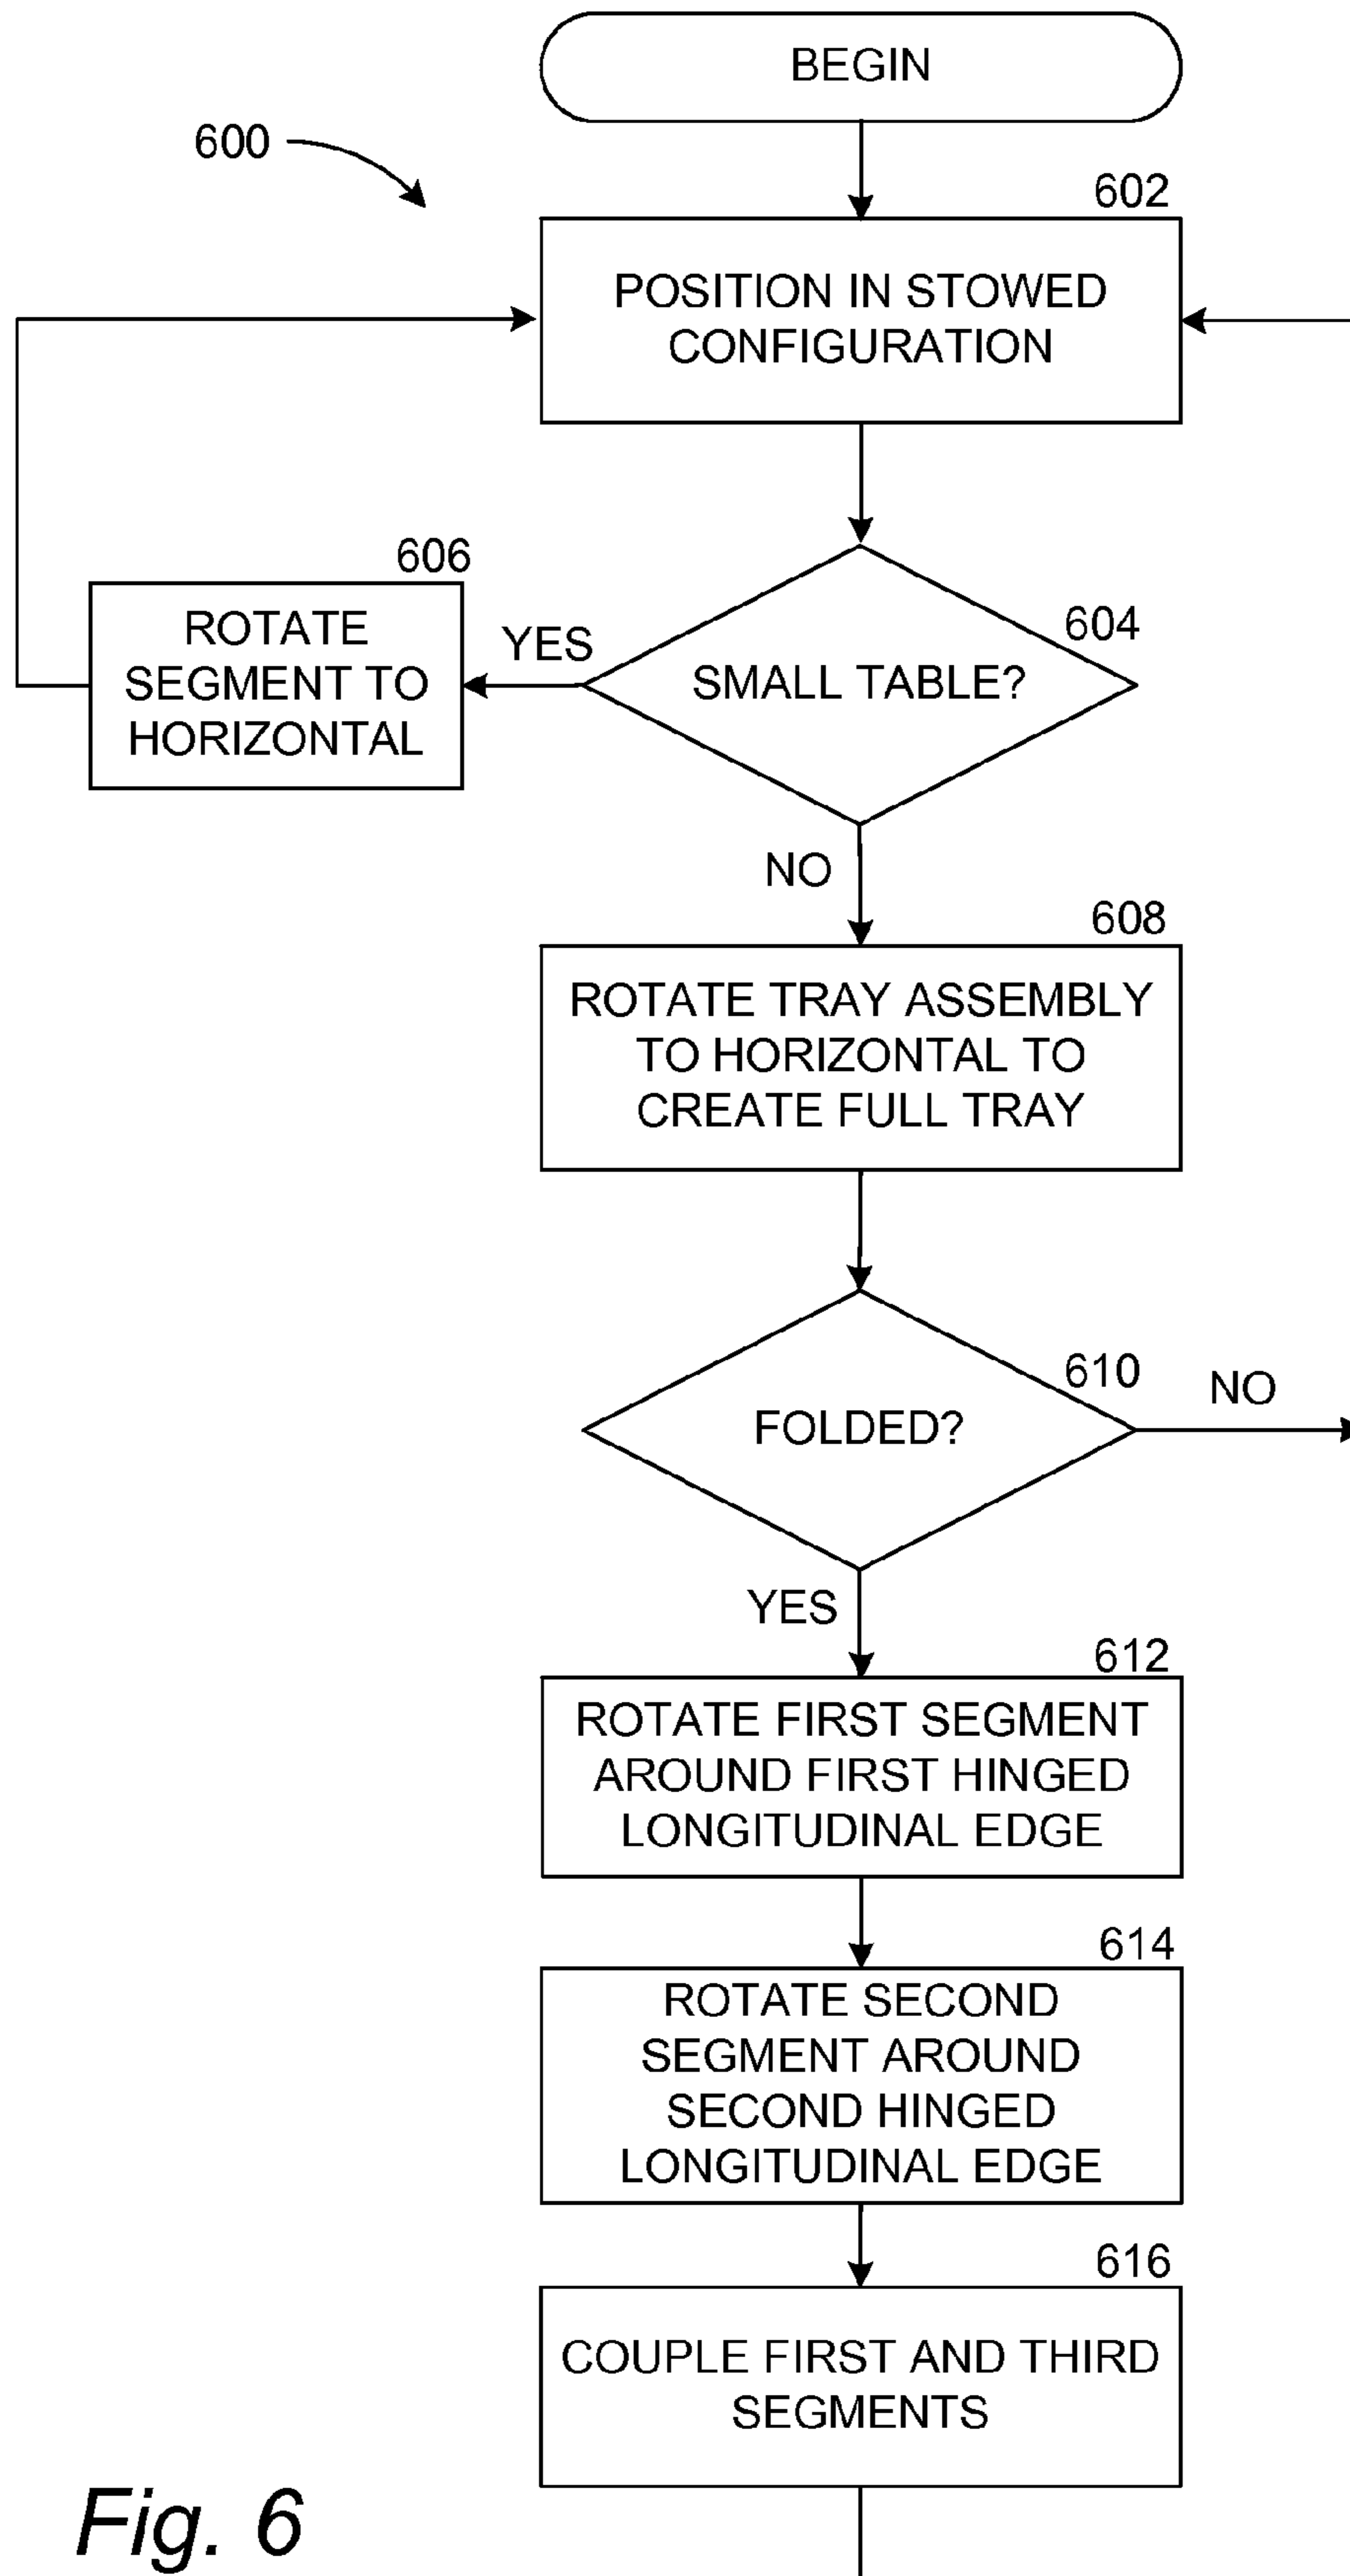 BEGIN
600
602
POSITION IN STOWED
CONFIGURATION
606
ROTATE
SEGMENT TO
HORIZONTAL
YES
604
SMALL TABLE?
NO
608
ROTATE TRAY ASSEMBLY
TO HORIZONTAL TO
CREATE FULL TRAY
610
FOLDED?
NO
YES
612
ROTATE FIRST SEGMENT
AROUND FIRST HINGED
LONGITUDINAL EDGE
614
ROTATE SECOND
SEGMENT AROUND
SECOND HINGED
LONGITUDINAL EDGE
616
COUPLE FIRST AND THIRD
SEGMENTS
Fig. 6